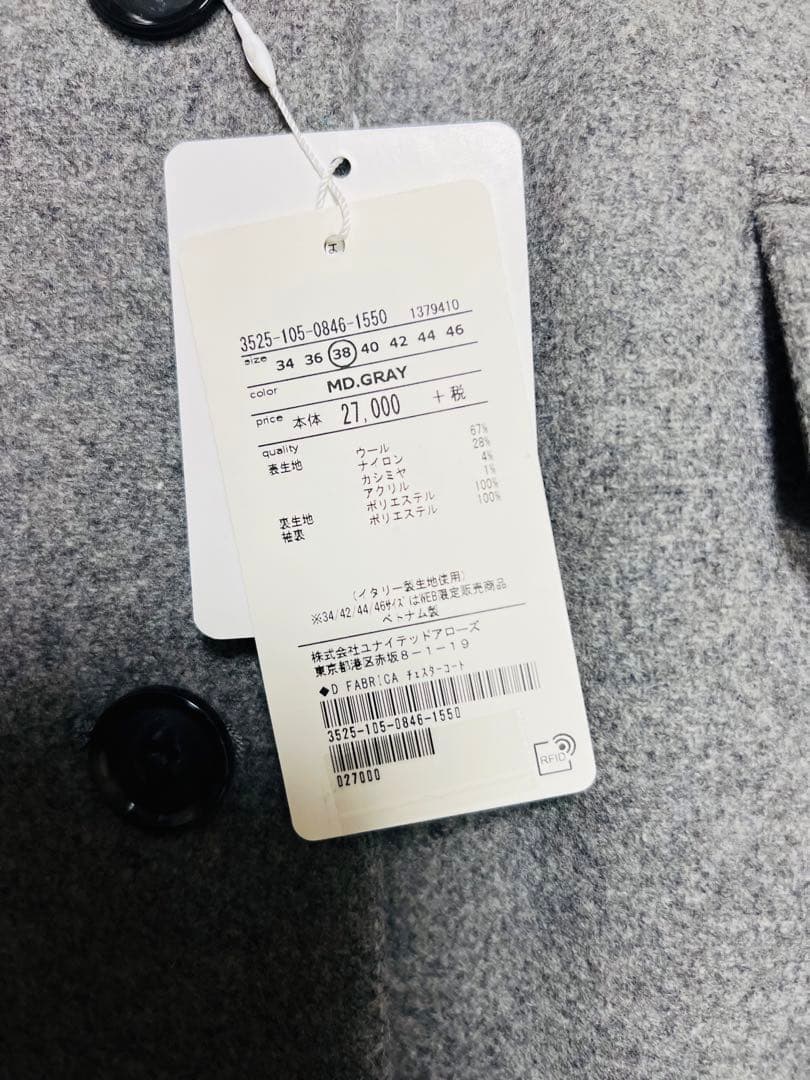 3525-105-0846-1550 1379410
size 34 36 38 40 42 44 46
color MD.GRAY
price 本体 27,000 +税
quality
表生地 ウール 67%
ナイロン 28%
カシミヤ 4%
アクリル 1%
裏生地 ポリエステル 100%
袖裏 ポリエステル 100%
(イタリー製生地使用)
※34/42/44/46サイズはWEB限定販売商品
ベトナム製
株式会社ユナイテッドアローズ
東京都港区赤坂8-1-19
◆D FABRICA チェスターコート
3525-105-0846-1550
027000
RFID